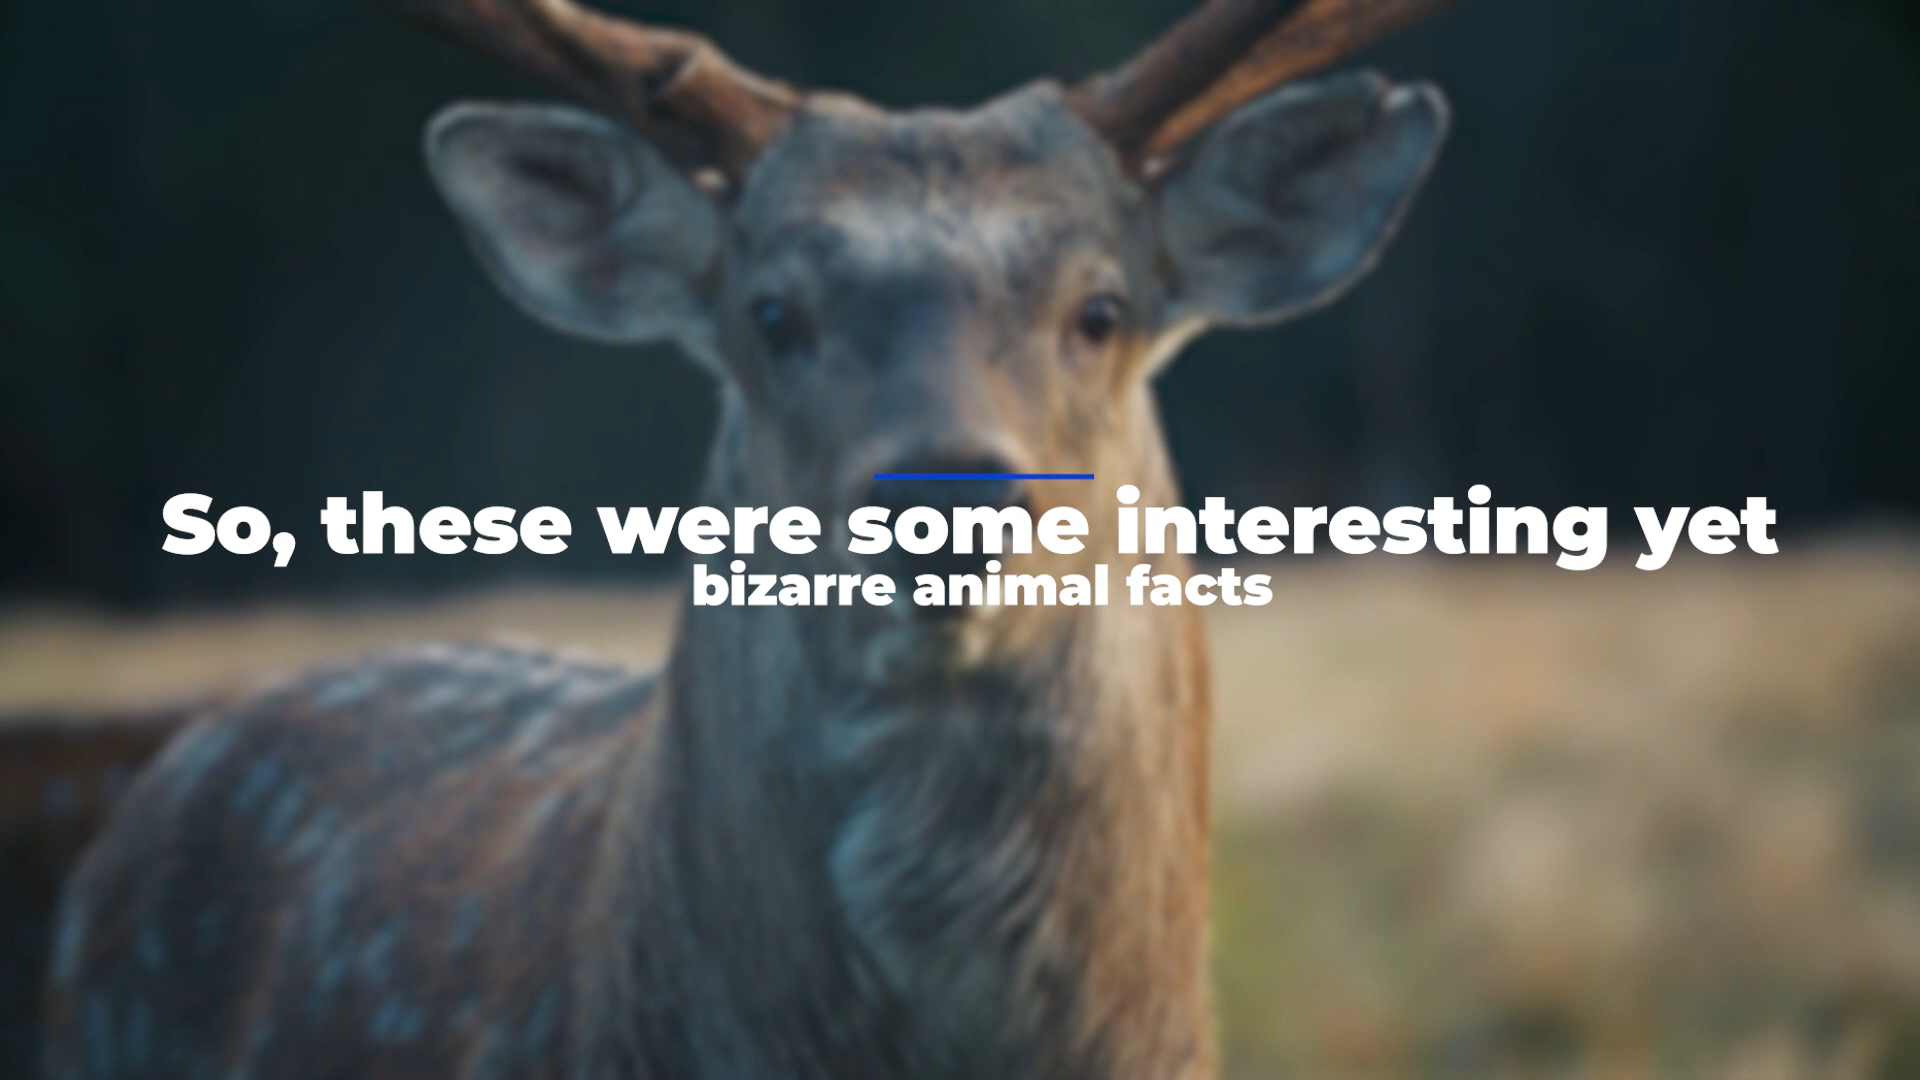 So, these were some interesting yet
bizarre animal facts